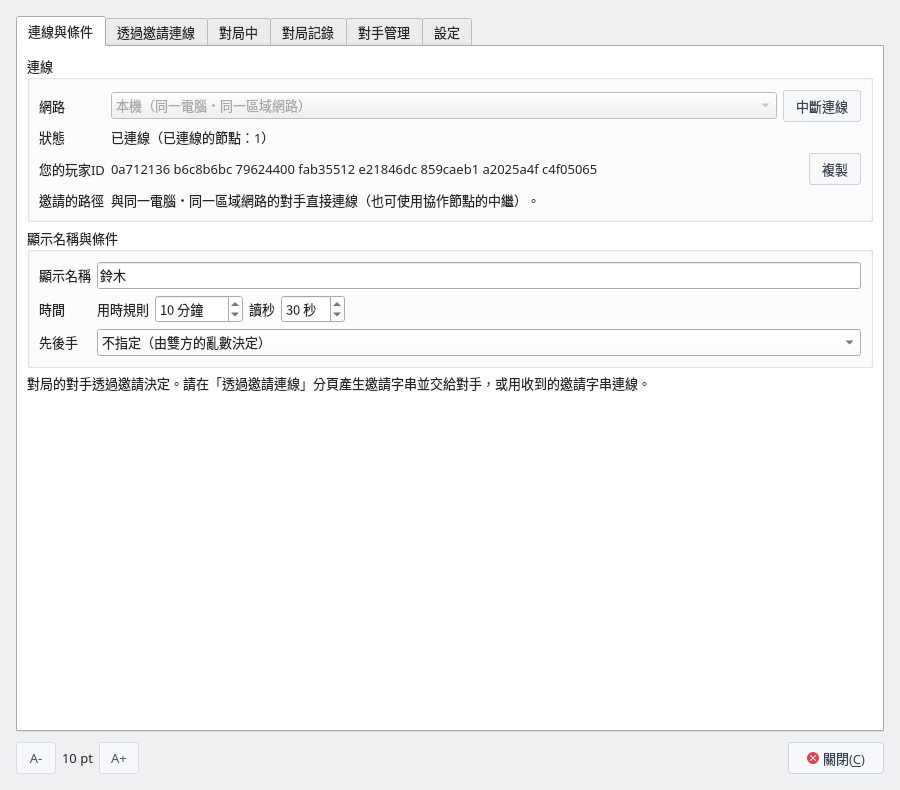 連線與條件 透過邀請連線 對局中 對局記錄 對手管理 設定
連線
網路 本機（同一電腦・同一區域網路） 中斷連線
狀態 已連線（已連線的節點：1）
您的玩家ID 0a712136 b6c8b6bc 79624400 fab35512 e21846dc 859caeb1 a2025a4f c4f05065 複製
邀請的路徑 與同一電腦・同一區域網路的對手直接連線（也可使用協作節點的中繼）。
顯示名稱與條件
顯示名稱 鈴木
時間 用時規則 10 分鐘 讀秒 30 秒
先後手 不指定（由雙方的亂數決定）
對局的對手透過邀請決定。請在「透過邀請連線」分頁產生邀請字串並交給對手，或用收到的邀請字串連線。
A- 10 pt A+ 關閉(C)